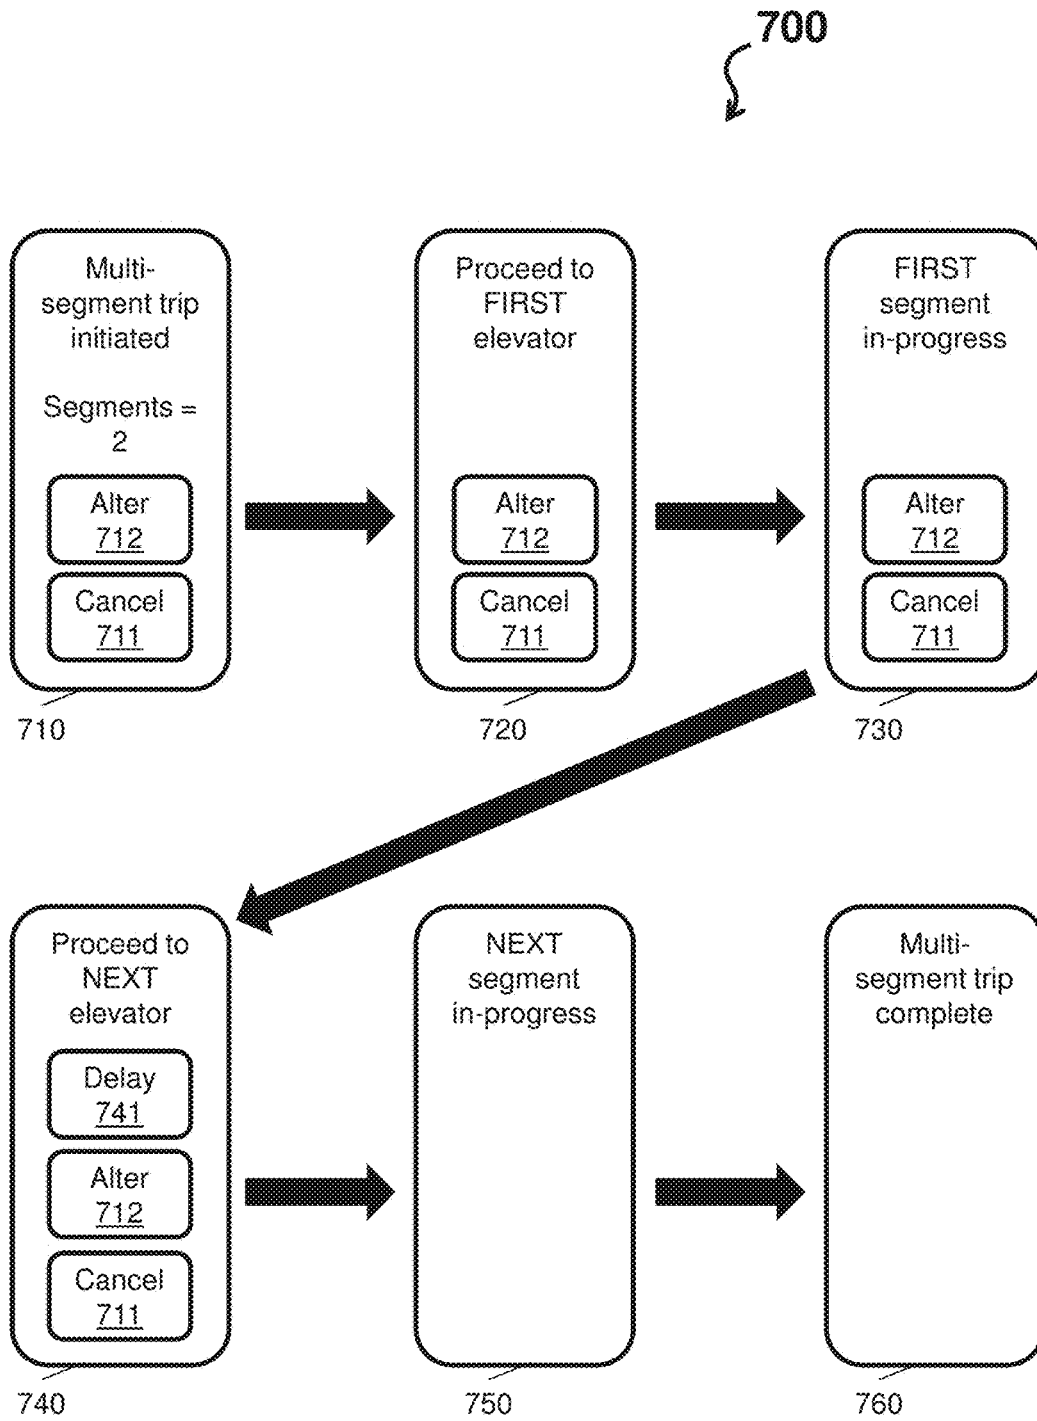 700
Multi-
segment trip
initiated
Segments =
2
Alter
712
Cancel
711
710
Proceed to
FIRST
elevator
Alter
712
Cancel
711
720
FIRST
segment
in-progress
Alter
712
Cancel
711
730
Proceed to
NEXT
elevator
Delay
741
Alter
712
Cancel
711
740
NEXT
segment
in-progress
750
Multi-
segment trip
complete
760